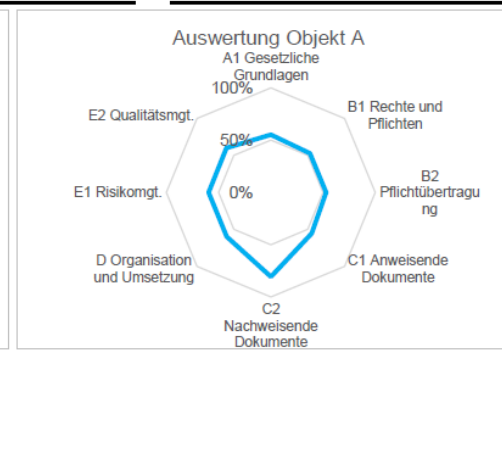 Auswertung Objekt A
A1 Gesetzliche
Grundlagen
100%
B1 Rechte und
Pflichten
E2 Qualitätsmgt.
50%
B2
Pflichtübertragu
ng
E1 Risikomgt.
0%
D Organisation
und Umsetzung
C1 Anweisende
Dokumente
C2
Nachweisende
Dokumente